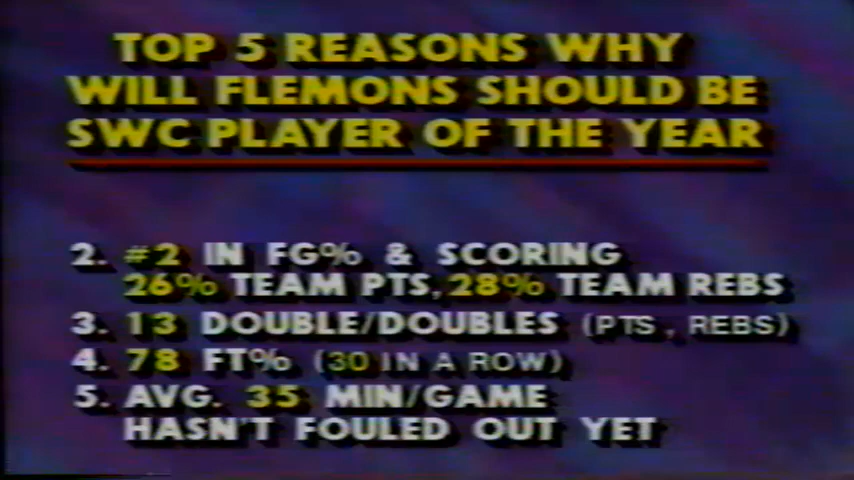 TOP 5 REASONS WHY
WILL FLEMONS SHOULD BE
SWC PLAYER OF THE YEAR
2. #2 IN FG% & SCORING
26% TEAM PTS, 28% TEAM REBS
3. 13 DOUBLE/DOUBLES (PTS, REBS)
4. 78 FT% (30 IN A ROW)
5. AVG. 35 MIN/GAME
HASN'T FOULED OUT YET